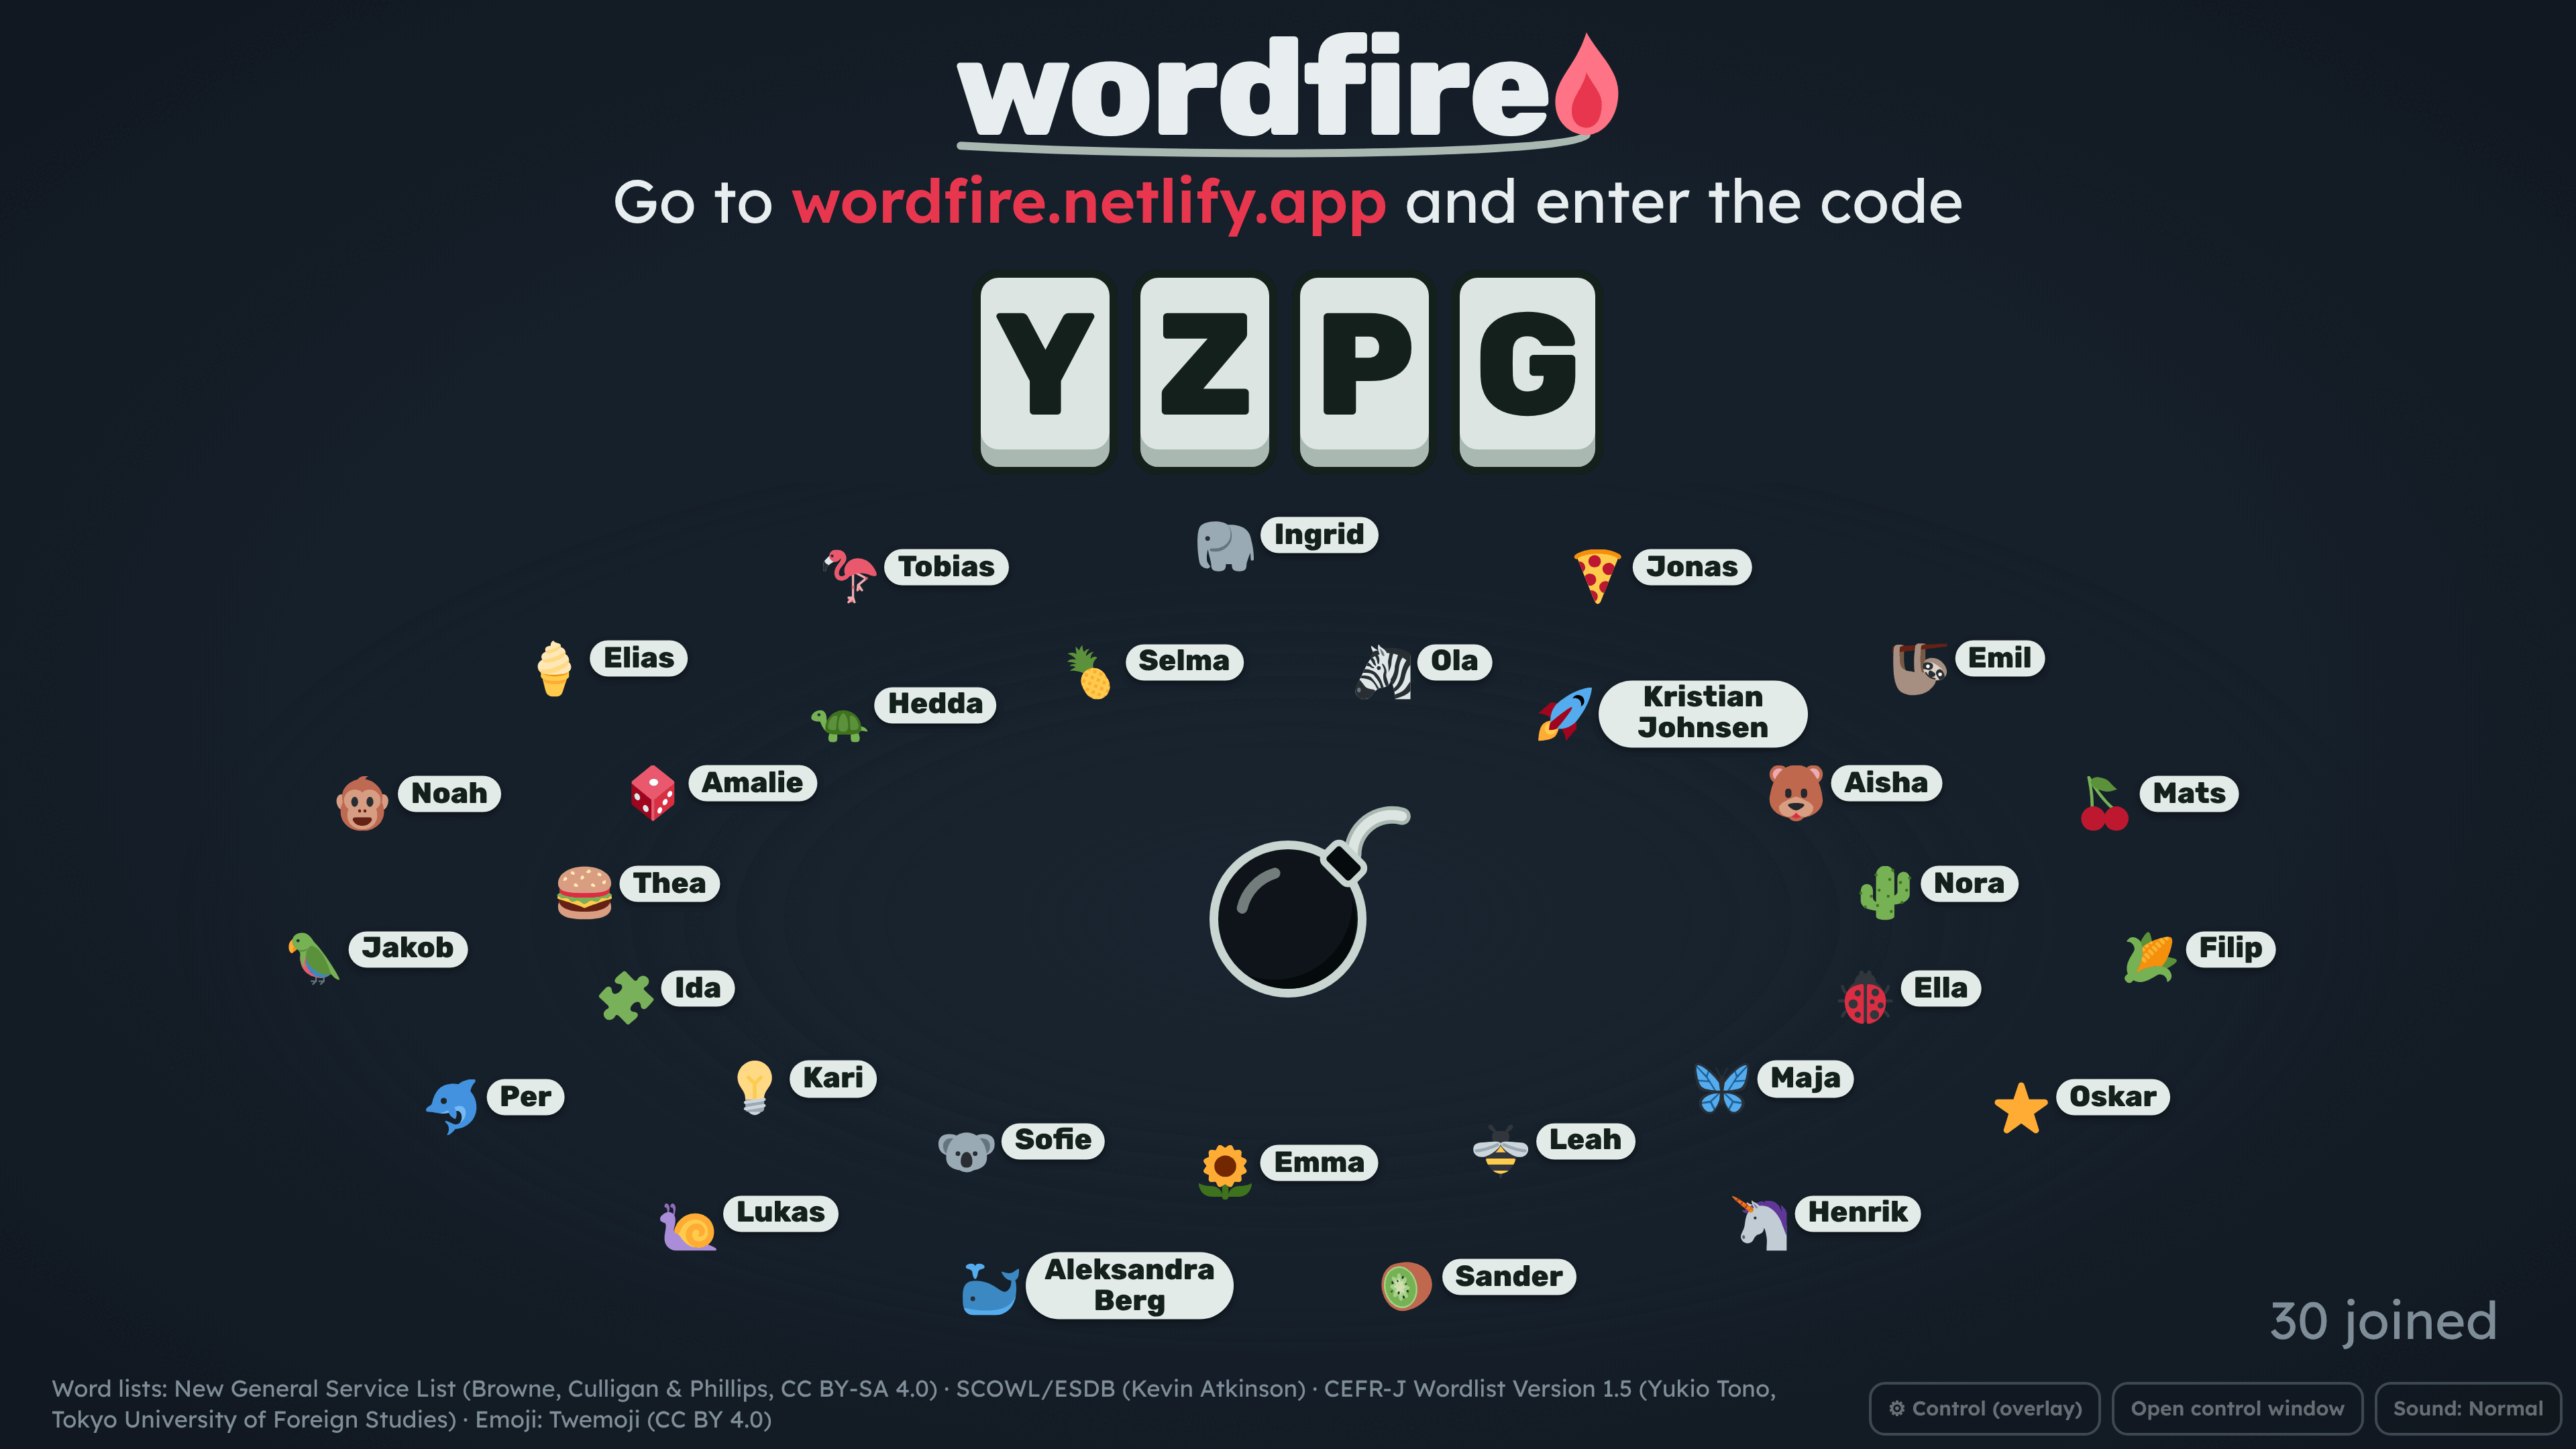 wordfire
Go to wordfire.netlify.app and enter the code
Y Z P G
Ingrid
Tobias
Jonas
Elias
Selma
Ola
Emil
Hedda
Kristian
Johnsen
Noah
Amalie
Aisha
Mats
Thea
Nora
Jakob
Filip
Ida
Ella
Per
Kari
Maja
Oskar
Sofie
Emma
Leah
Lukas
Henrik
Aleksandra
Berg
Sander
30 joined
Word lists: New General Service List (Browne, Culligan & Phillips, CC BY-SA 4.0) · SCOWL/ESDB (Kevin Atkinson) · CEFR-J Wordlist Version 1.5 (Yukio Tono,
Tokyo University of Foreign Studies) · Emoji: Twemoji (CC BY 4.0)
⚙ Control (overlay)
Open control window
Sound: Normal